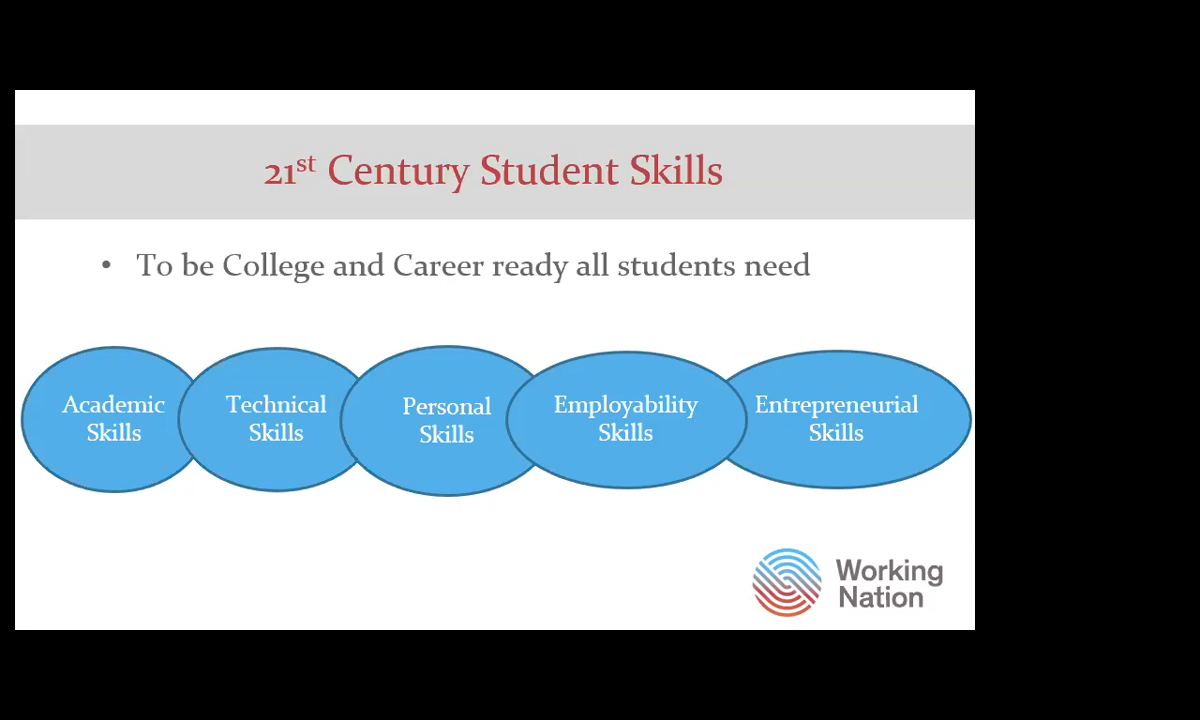 21st Century Student Skills
• To be College and Career ready all students need
Academic
Skills
Technical
Skills
Personal
Skills
Employability
Skills
Entrepreneurial
Skills
Working
Nation